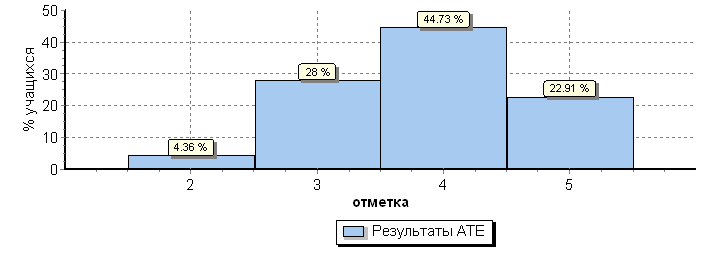 50
40
30
20
10
0
% учащихся
4.36 %
28 %
44.73 %
22.91 %
2 3 4 5
отметка
Результаты АТЕ